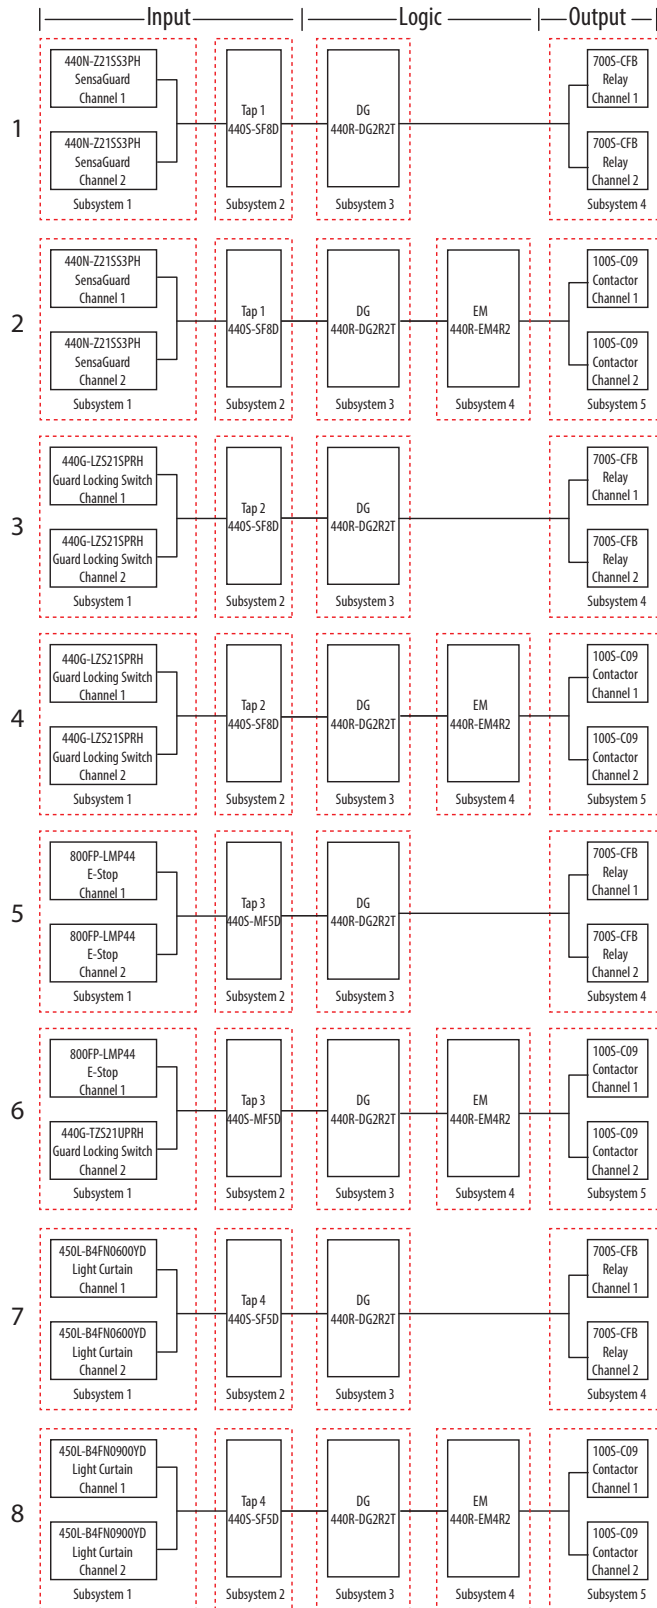 Input Logic Output
1
440N-Z21SS3PH
SensaGuard
Channel 1
440N-Z21SS3PH
SensaGuard
Channel 2
Subsystem 1
Tap 1
440S-SF8D
Subsystem 2
DG
440R-DG2R2T
Subsystem 3
700S-CFB
Relay
Channel 1
700S-CFB
Relay
Channel 2
Subsystem 4
2
440N-Z21SS3PH
SensaGuard
Channel 1
440N-Z21SS3PH
SensaGuard
Channel 2
Subsystem 1
Tap 1
440S-SF8D
Subsystem 2
DG
440R-DG2R2T
Subsystem 3
EM
440R-EM4R2
Subsystem 4
100S-C09
Contactor
Channel 1
100S-C09
Contactor
Channel 2
Subsystem 5
3
440G-LZS21SPRH
Guard Locking Switch
Channel 1
440G-LZS21SPRH
Guard Locking Switch
Channel 2
Subsystem 1
Tap 2
440S-SF8D
Subsystem 2
DG
440R-DG2R2T
Subsystem 3
700S-CFB
Relay
Channel 1
700S-CFB
Relay
Channel 2
Subsystem 4
4
440G-LZS21SPRH
Guard Locking Switch
Channel 1
440G-LZS21SPRH
Guard Locking Switch
Channel 2
Subsystem 1
Tap 2
440S-SF8D
Subsystem 2
DG
440R-DG2R2T
Subsystem 3
EM
440R-EM4R2
Subsystem 4
100S-C09
Contactor
Channel 1
100S-C09
Contactor
Channel 2
Subsystem 5
5
800FP-LMP44
E-Stop
Channel 1
800FP-LMP44
E-Stop
Channel 2
Subsystem 1
Tap 3
440S-MF5D
Subsystem 2
DG
440R-DG2R2T
Subsystem 3
700S-CFB
Relay
Channel 1
700S-CFB
Relay
Channel 2
Subsystem 4
6
800FP-LMP44
E-Stop
Channel 1
440G-TZS21UPRH
Guard Locking Switch
Channel 2
Subsystem 1
Tap 3
440S-MF5D
Subsystem 2
DG
440R-DG2R2T
Subsystem 3
EM
440R-EM4R2
Subsystem 4
100S-C09
Contactor
Channel 1
100S-C09
Contactor
Channel 2
Subsystem 5
7
450L-B4FN0600YD
Light Curtain
Channel 1
450L-B4FN0600YD
Light Curtain
Channel 2
Subsystem 1
Tap 4
440S-SF5D
Subsystem 2
DG
440R-DG2R2T
Subsystem 3
700S-CFB
Relay
Channel 1
700S-CFB
Relay
Channel 2
Subsystem 4
8
450L-B4FN0900YD
Light Curtain
Channel 1
450L-B4FN0900YD
Light Curtain
Channel 2
Subsystem 1
Tap 4
440S-SF5D
Subsystem 2
DG
440R-DG2R2T
Subsystem 3
EM
440R-EM4R2
Subsystem 4
100S-C09
Contactor
Channel 1
100S-C09
Contactor
Channel 2
Subsystem 5